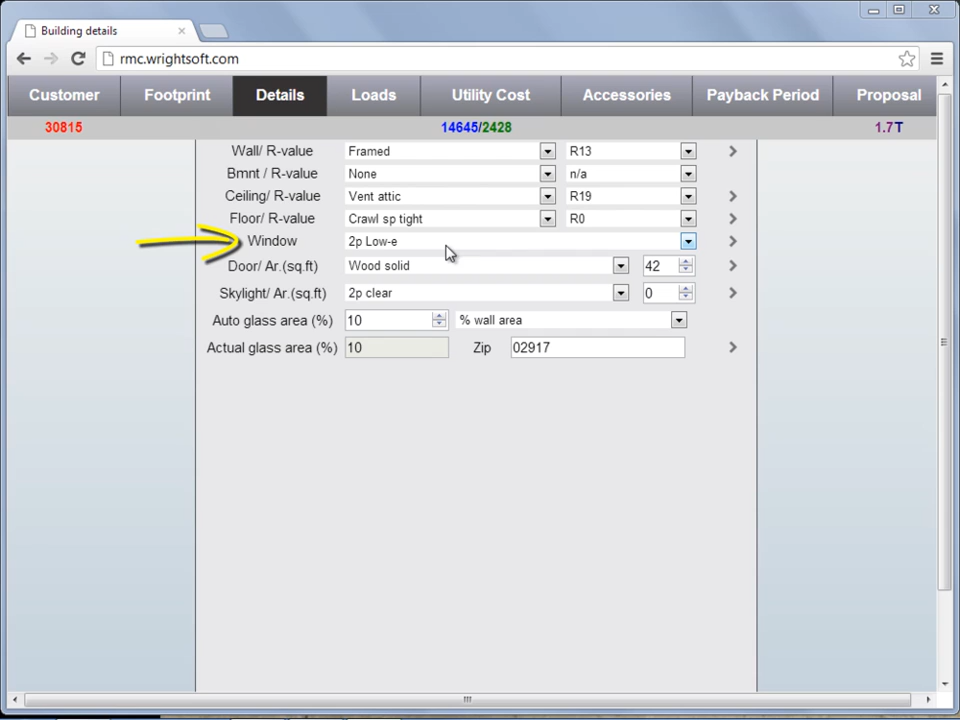 Building details
rmc.wrightsoft.com
Customer Footprint Details Loads Utility Cost Accessories Payback Period Proposal
30815 14645/2428 1.7T
Wall/ R-value Framed R13
Bmnt / R-value None n/a
Ceiling/ R-value Vent attic R19
Floor/ R-value Crawl sp tight R0
Window 2p Low-e
Door/ Ar.(sq.ft) Wood solid 42
Skylight/ Ar.(sq.ft) 2p clear 0
Auto glass area (%) 10 % wall area
Actual glass area (%) 10 Zip 02917